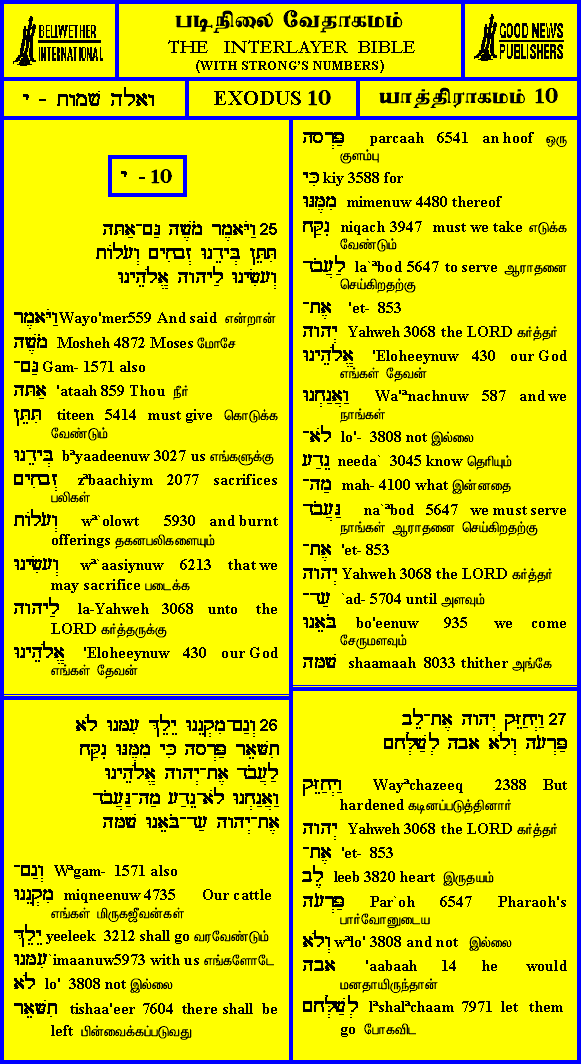 BELLWETHER
INTERNATIONAL
படிநிலை வேதாகமம்
THE INTERLAYER BIBLE
(WITH STRONG'S NUMBERS)
GOOD NEWS
PUBLISHERS
ואלה שמות - י
EXODUS 10
யாத்திராகமம் 10
י - 10
25 וַיֹּאמֶר מֹשֶׁה גַּם־אַתָּה
תִּתֵּן בְּיָדֵנוּ זְבָחִים וְעֹלוֹת
וְעָשִׂינוּ לַיהוָה אֱלֹהֵינוּ
וַיֹּאמֶר Wayo'mer559 And said என்றான்
מֹשֶׁה Mosheh 4872 Moses மோசே
גַּם־ Gam- 1571 also
אַתָּה 'ataah 859 Thou நீர்
תִּתֵּן titeen 5414 must give கொடுக்க
வேண்டும்
בְּיָדֵנוּ bªyaadeenuw 3027 us எங்களுக்கு
זְבָחִים zªbaachiym 2077 sacrifices
பலிகள்
וְעֹלוֹת wª`olowt 5930 and burnt
offerings தகனபலிகளையும்
וְעָשִׂינוּ wª`aasiynuw 6213 that we
may sacrifice படைக்க
לַיהוָה la-Yahweh 3068 unto the
LORD கர்த்தருக்கு
אֱלֹהֵינוּ 'Eloheeynuw 430 our God
எங்கள் தேவன்
26 וְגַם־מִקְנֵנוּ יֵלֵךְ עִמָּנוּ לֹא
תִשָּׁאֵר פַּרְסָה כִּי מִמֶּנּוּ נִקַּח
לַעֲבֹד אֶת־יְהוָה אֱלֹהֵינוּ
וַאֲנַחְנוּ לֹא־נֵדַע מַה־נַּעֲבֹד
אֶת־יְהוָה עַד־בֹּאֵנוּ שָׁמָּה
וְגַם־ Wªgam- 1571 also
מִקְנֵנוּ miqneenuw 4735 Our cattle
எங்கள் மிருகஜீவன்கள்
יֵלֵךְ yeeleek 3212 shall go வரவேண்டும்
עִמָּנוּ `imaanuw5973 with us எங்களோடே
לֹא lo' 3808 not இல்லை
תִשָּׁאֵר tishaa'eer 7604 there shall be
left பின்வைக்கப்படுவது
פַּרְסָה parcaah 6541 an hoof ஒரு
குளம்பு
כִּי kiy 3588 for
מִמֶּנּוּ mimenuw 4480 thereof
נִקַּח niqach 3947 must we take எடுக்க
வேண்டும்
לַעֲבֹד la`ªbod 5647 to serve ஆராதனை
செய்கிறதற்கு
אֶת־ 'et- 853
יְהוָה Yahweh 3068 the LORD கர்த்தர்
אֱלֹהֵינוּ 'Eloheeynuw 430 our God
எங்கள் தேவன்
וַאֲנַחְנוּ Wa'ªnachnuw 587 and we
நாங்கள்
לֹא־ lo'- 3808 not இல்லை
נֵדַע needa` 3045 know தெரியும்
מַה־ mah- 4100 what இன்னதை
נַּעֲבֹד na`ªbod 5647 we must serve
நாங்கள் ஆராதனை செய்கிறதற்கு
אֶת־ 'et- 853
יְהוָה Yahweh 3068 the LORD கர்த்தர்
עַד־ `ad- 5704 until அளவும்
בֹּאֵנוּ bo'eenuw 935 we come
சேருமளவும்
שָׁמָּה shaamaah 8033 thither அங்கே
27 וַיְחַזֵּק יְהוָה אֶת־לֵב
פַּרְעֹה וְלֹא אָבָה לְשַׁלְּחָם
וַיְחַזֵּק Wayªchazeeq 2388 But
hardened கடினப்படுத்தினார்
יְהוָה Yahweh 3068 the LORD கர்த்தர்
אֶת־ 'et- 853
לֵב leeb 3820 heart இருதயம்
פַּרְעֹה Par`oh 6547 Pharaoh's
பார்வோனுடைய
וְלֹא wªlo' 3808 and not இல்லை
אָבָה 'aabaah 14 he would
மனதாயிருந்தான்
לְשַׁלְּחָם lªshalªchaam 7971 let them
go போகவிட